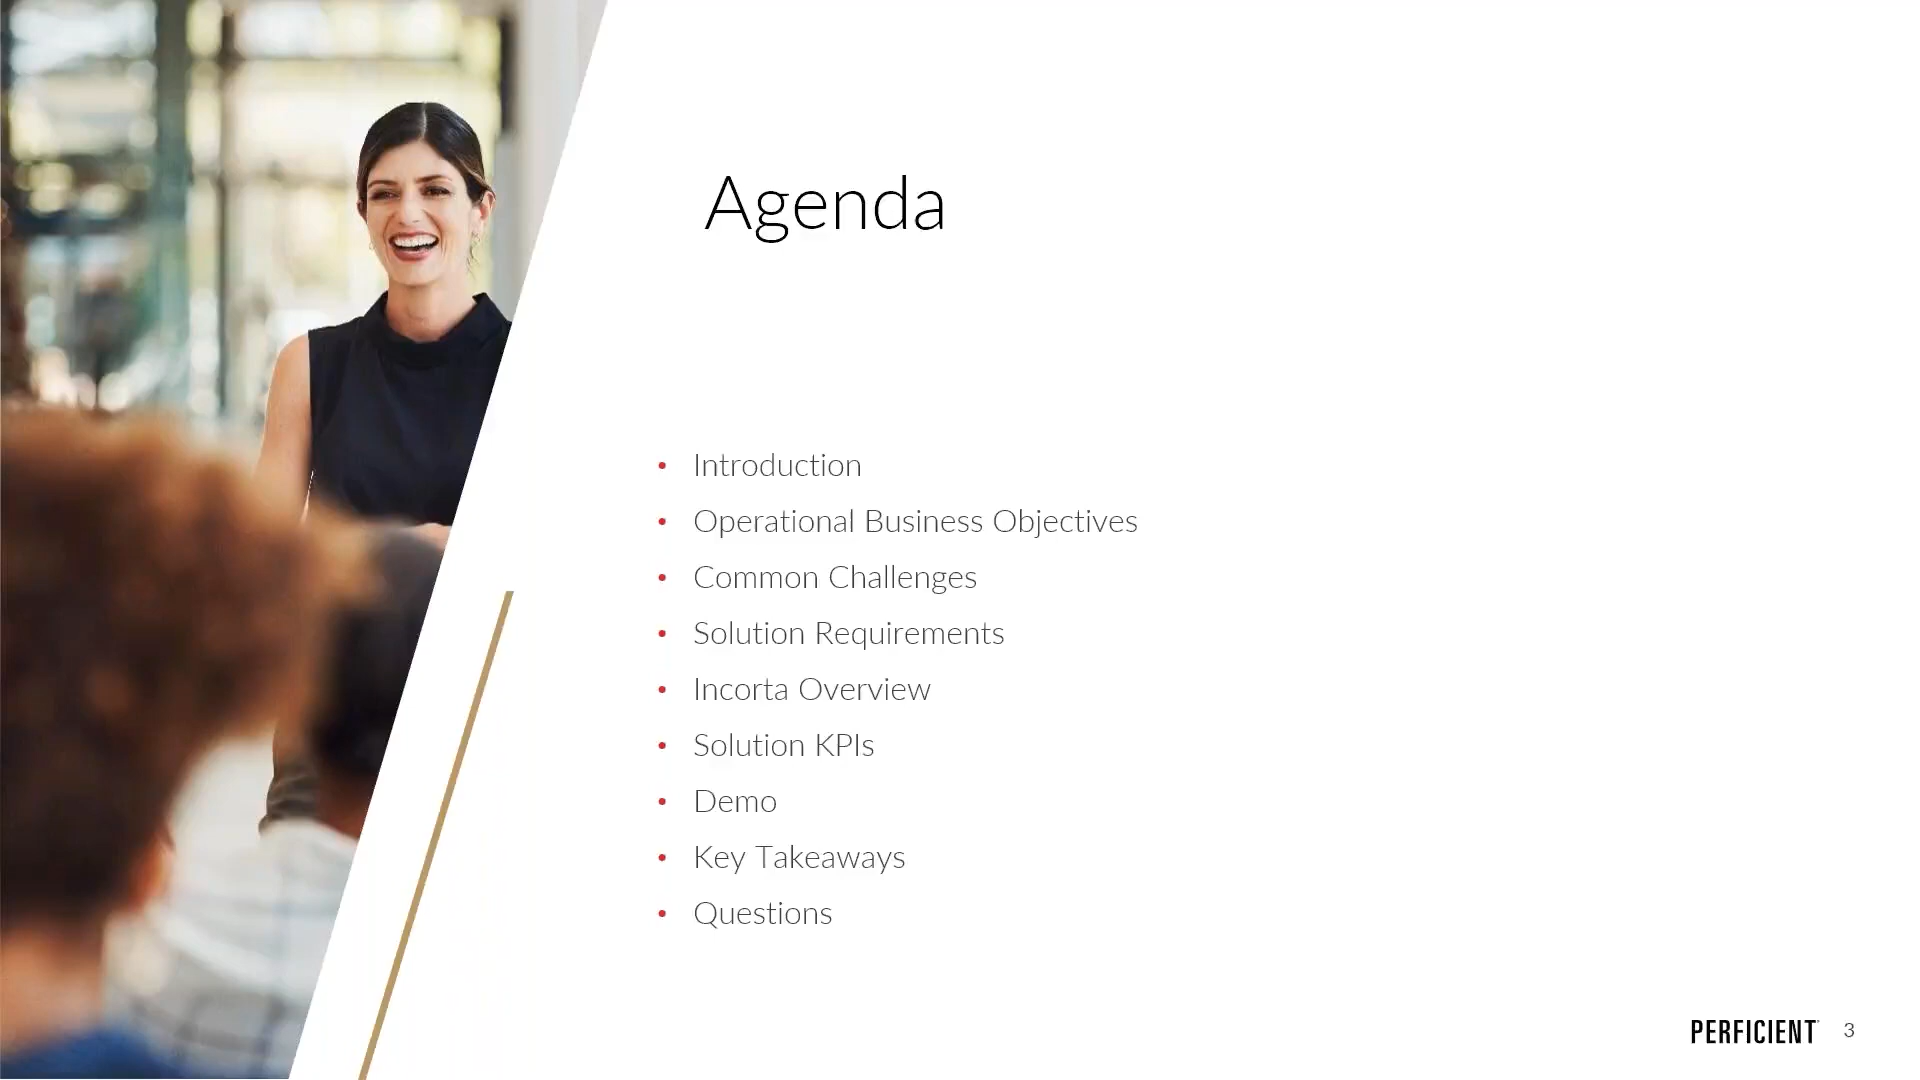 Agenda
• Introduction
• Operational Business Objectives
• Common Challenges
• Solution Requirements
• Incorta Overview
• Solution KPIs
• Demo
• Key Takeaways
• Questions
PERFICIENT 3